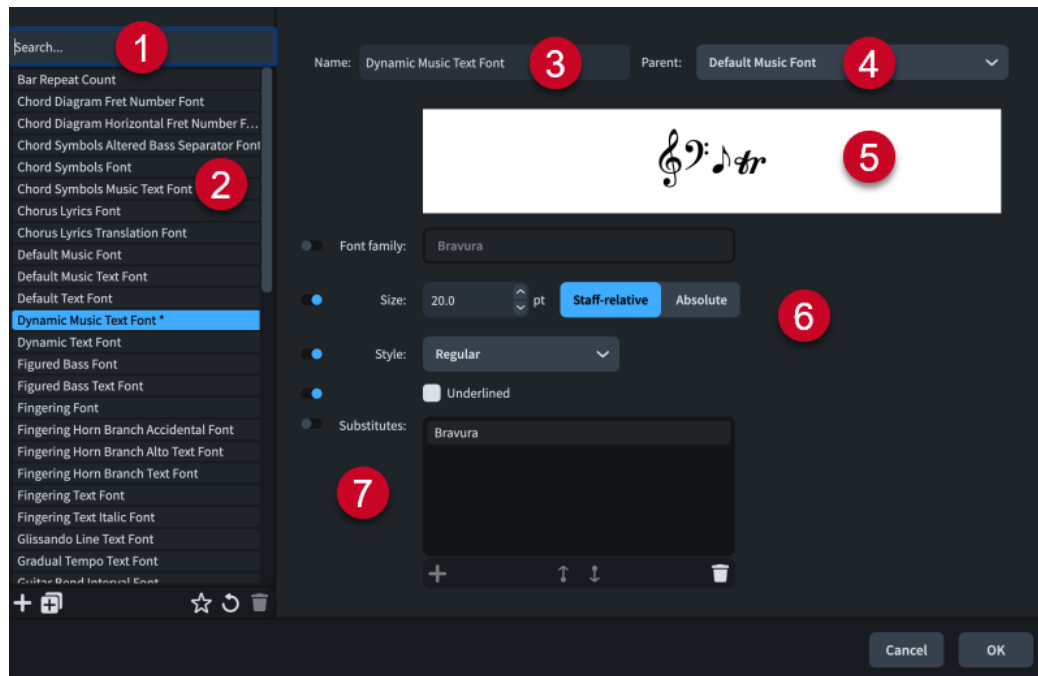 Search...
1
Bar Repeat Count
Chord Diagram Fret Number Font
Chord Diagram Horizontal Fret Number F...
Chord Symbols Altered Bass Separator Font
Chord Symbols Font
Chord Symbols Music Text Font
2
Chorus Lyrics Font
Chorus Lyrics Translation Font
Default Music Font
Default Music Text Font
Default Text Font
Dynamic Music Text Font *
Dynamic Text Font
Figured Bass Font
Figured Bass Text Font
Fingering Font
Fingering Horn Branch Accidental Font
Fingering Horn Branch Alto Text Font
Fingering Horn Branch Text Font
Fingering Text Font
Fingering Text Italic Font
Glissando Line Text Font
Gradual Tempo Text Font
Guitar Bend Interval Font
Name: Dynamic Music Text Font 3 Parent: Default Music Font 4
tr 5
Font family: Bravura
Size: 20.0 pt Staff-relative Absolute
6
Style: Regular
Underlined
Substitutes: Bravura
7
Cancel OK